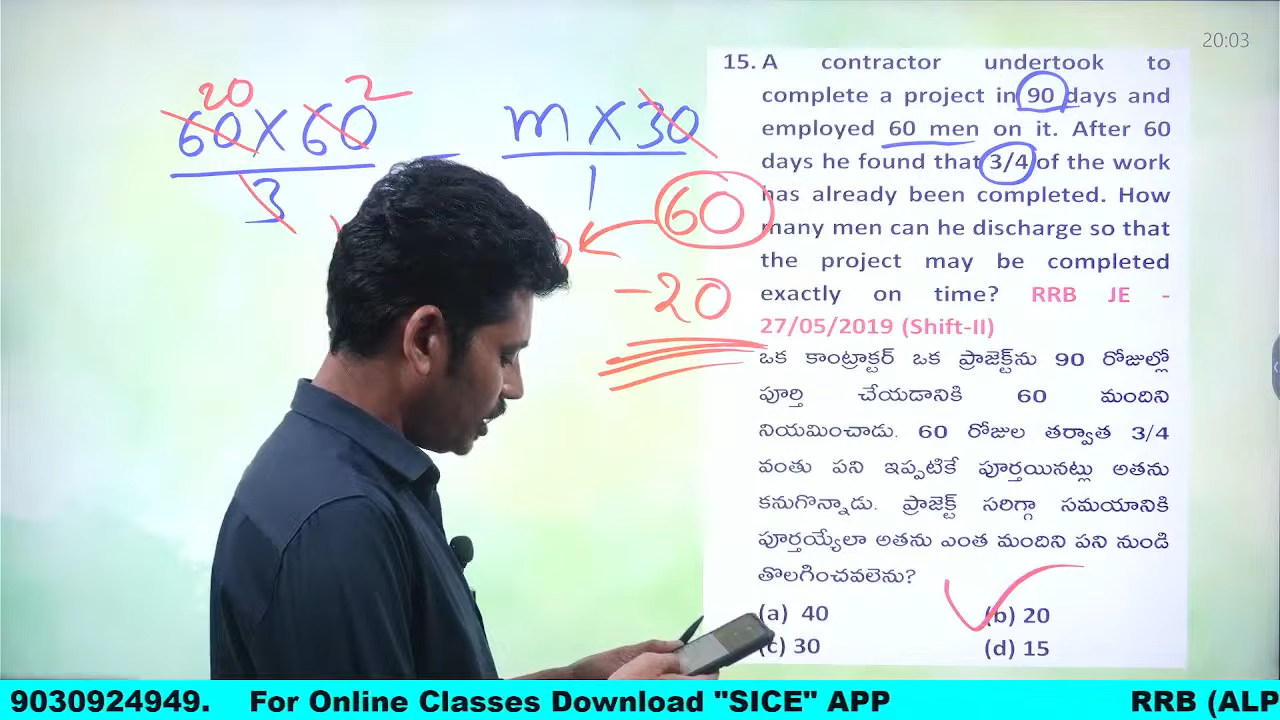 20:03
20 2
60 X 60
3
m X 30
1
60
-20
15. A contractor undertook to
complete a project in 90 days and
employed 60 men on it. After 60
days he found that 3/4 of the work
has already been completed. How
many men can he discharge so that
the project may be completed
exactly on time? RRB JE -
27/05/2019 (Shift-II)
ఒక కాంట్రాక్టర్ ఒక ప్రాజెక్ట్‌ను 90 రోజుల్లో
పూర్తి చేయడానికి 60 మందిని
నియమించాడు. 60 రోజుల తర్వాత 3/4
వంతు పని ఇప్పటికే పూర్తయినట్లు అతను
కనుగొన్నాడు. ప్రాజెక్ట్ సరిగ్గా సమయానికి
పూర్తయ్యేలా అతను ఎంత మందిని పని నుండి
తొలగించవలెను?
(a) 40 (b) 20
(c) 30 (d) 15
9030924949. For Online Classes Download "SICE" APP RRB (ALP